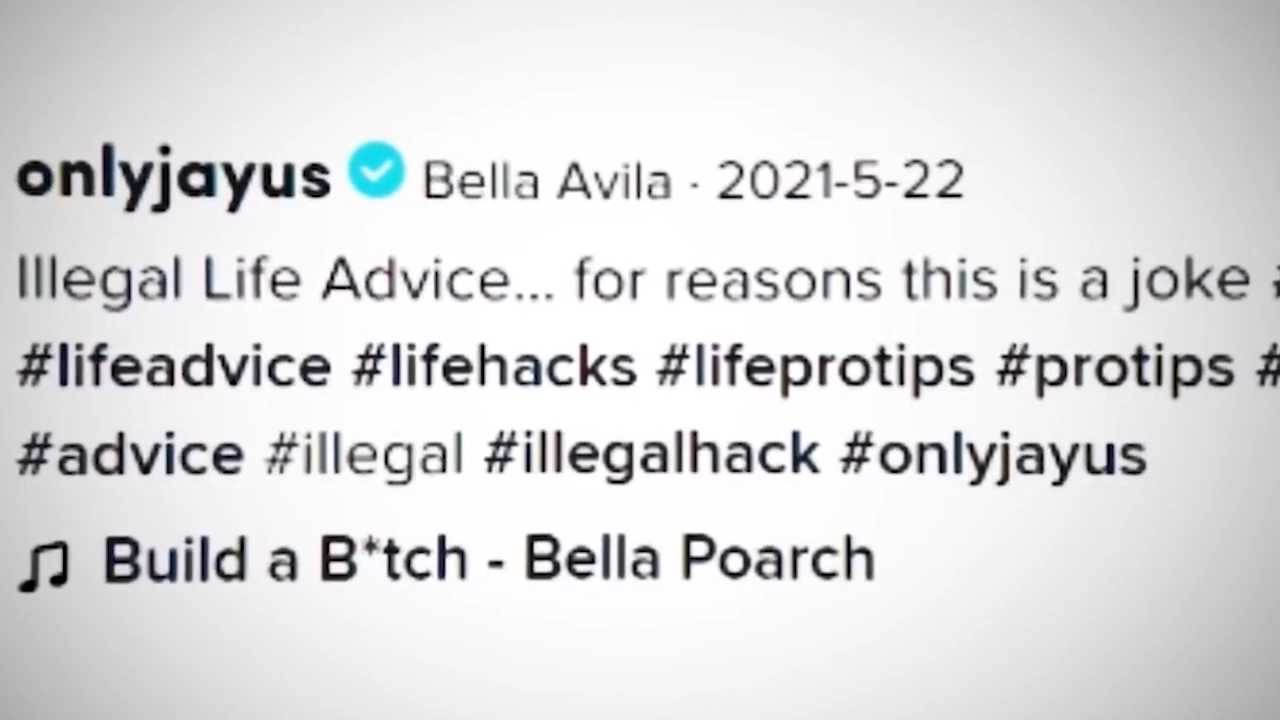 onlyjayus Bella Avila · 2021-5-22
Illegal Life Advice... for reasons this is a joke #
#lifeadvice #lifehacks #lifeprotips #protips #
#advice #illegal #illegalhack #onlyjayus
Build a B*tch - Bella Poarch